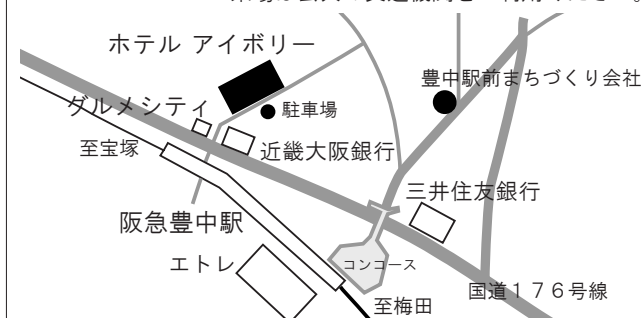 ホテル アイボリー
豊中駅前まちづくり会社
グルメシティ
駐車場
至宝塚
近畿大阪銀行
三井住友銀行
阪急豊中駅
エトレ
コンコース
国道１７６号線
至梅田